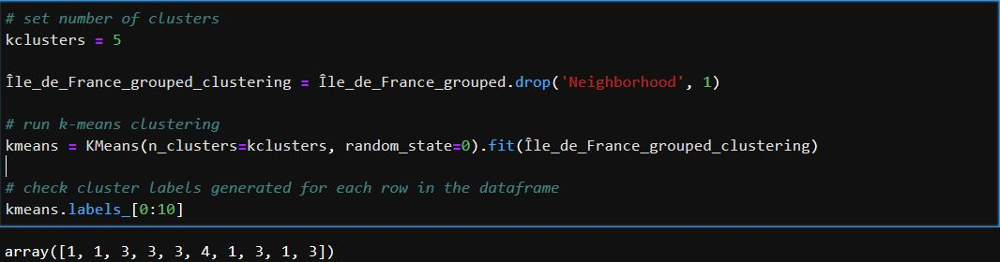 # set number of clusters
kclusters = 5
Île_de_France_grouped_clustering = Île_de_France_grouped.drop('Neighborhood', 1)
# run k-means clustering
kmeans = KMeans(n_clusters=kclusters, random_state=0).fit(Île_de_France_grouped_clustering)
# check cluster labels generated for each row in the dataframe
kmeans.labels_[0:10]
array([1, 1, 3, 3, 3, 4, 1, 3, 1, 3])